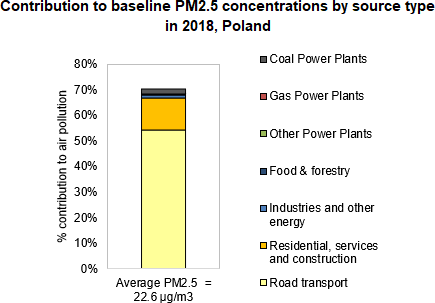 Contribution to baseline PM2.5 concentrations by source type
in 2018, Poland
% contribution to air pollution
80%
70%
60%
50%
40%
30%
20%
10%
0%
Average PM2.5 =
22.6 µg/m3
Coal Power Plants
Gas Power Plants
Other Power Plants
Food & forestry
Industries and other
energy
Residential, services
and construction
Road transport